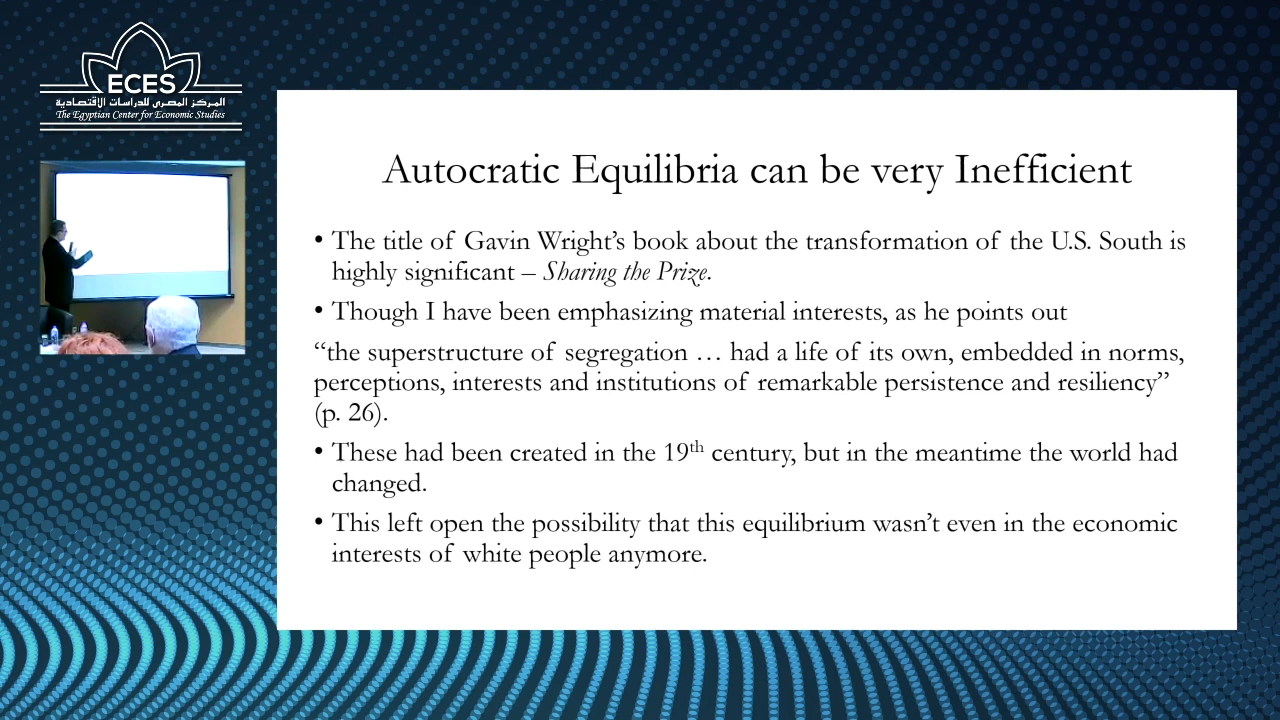 ECES
المركز المصري للدراسات الاقتصادية
The Egyptian Center for Economic Studies
Autocratic Equilibria can be very Inefficient
• The title of Gavin Wright’s book about the transformation of the U.S. South is
highly significant – Sharing the Prize.
• Though I have been emphasizing material interests, as he points out
“the superstructure of segregation … had a life of its own, embedded in norms,
perceptions, interests and institutions of remarkable persistence and resiliency”
(p. 26).
• These had been created in the 19th century, but in the meantime the world had
changed.
• This left open the possibility that this equilibrium wasn’t even in the economic
interests of white people anymore.